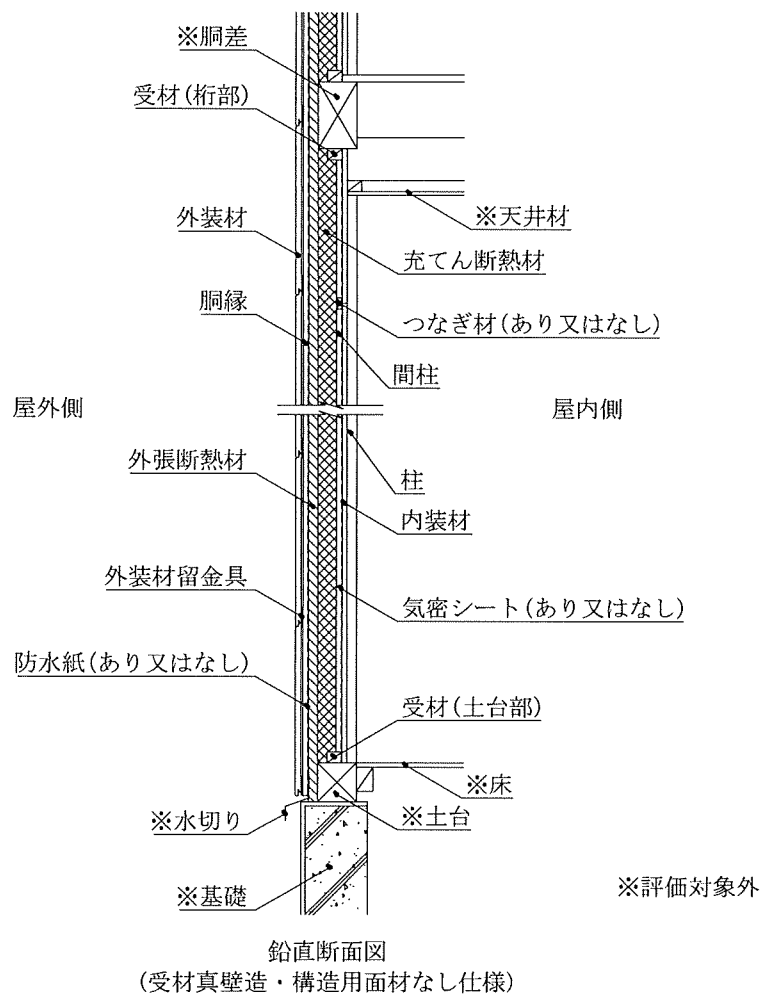 ※胴差
受材(桁部)
外装材
※天井材
充てん断熱材
胴縁
つなぎ材(あり又はなし)
間柱
屋外側
屋内側
外張断熱材
柱
内装材
外装材留金具
気密シート(あり又はなし)
防水紙(あり又はなし)
受材(土台部)
※床
※水切り
※土台
※基礎
※評価対象外
鉛直断面図
(受材真壁造・構造用面材なし仕様)